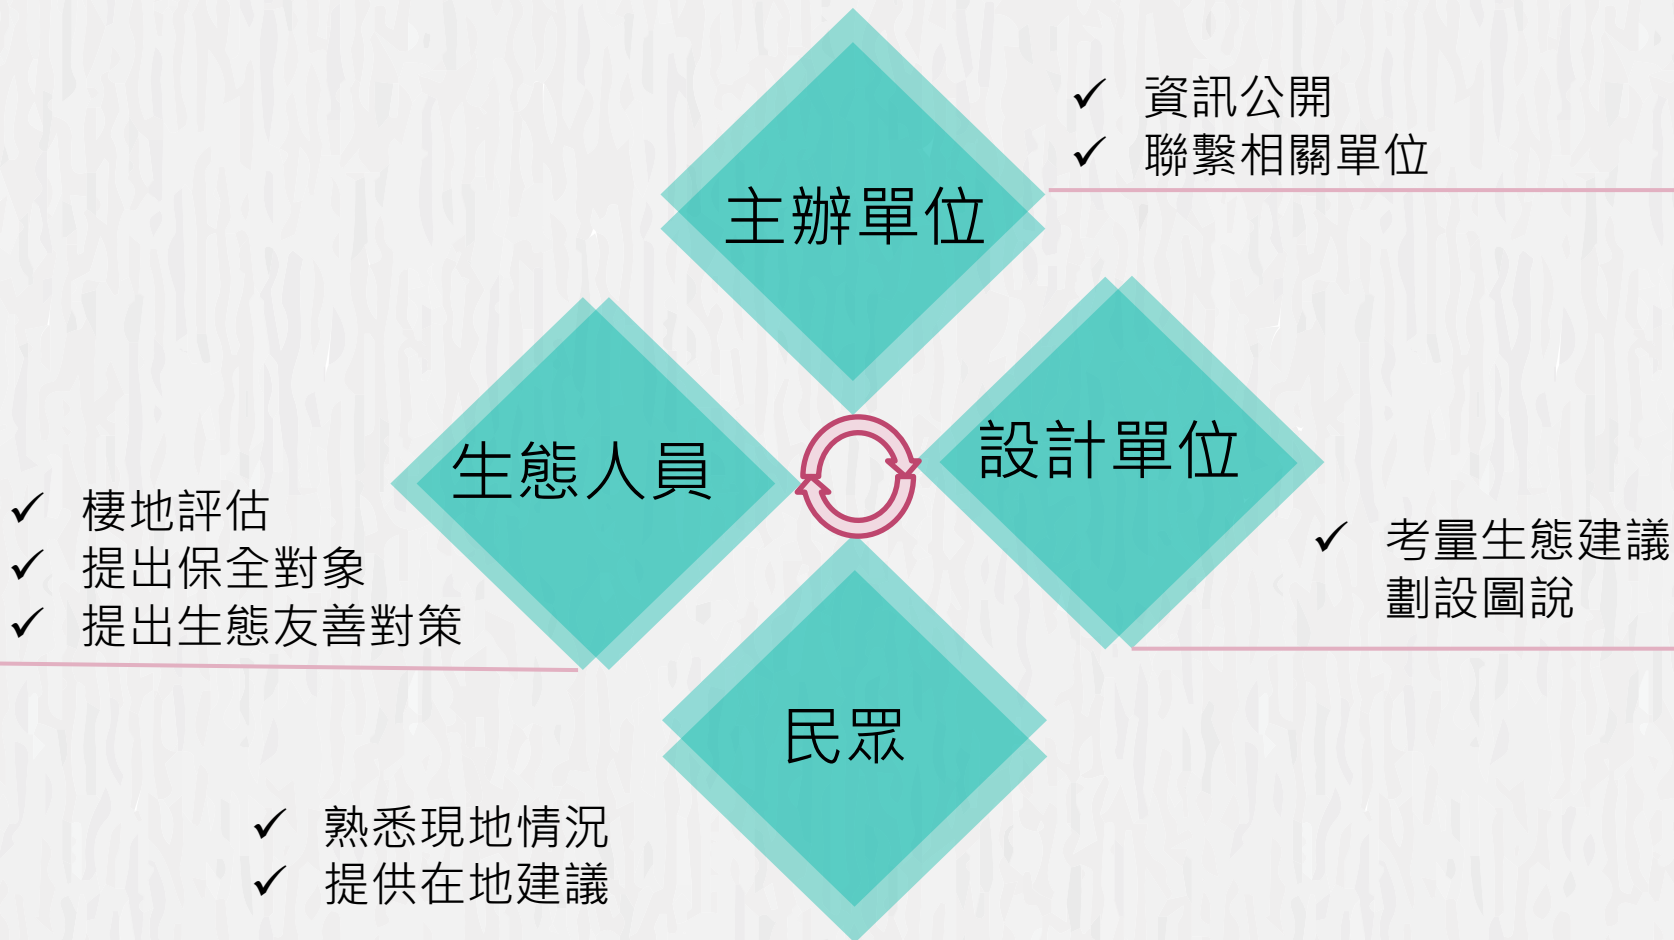 主辦單位
✓ 資訊公開
✓ 聯繫相關單位
生態人員
✓ 棲地評估
✓ 提出保全對象
✓ 提出生態友善對策
設計單位
✓ 考量生態建議
劃設圖說
民眾
✓ 熟悉現地情況
✓ 提供在地建議